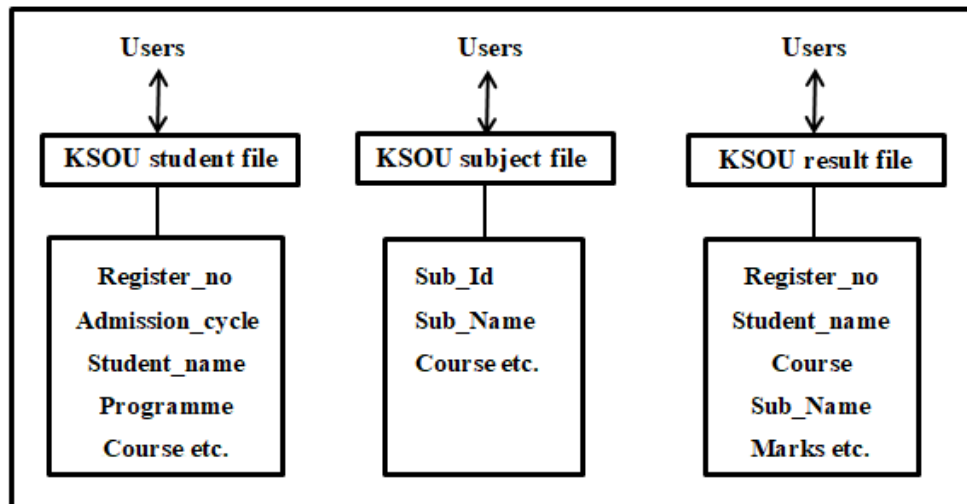 Users
KSOU student file
Register_no
Admission_cycle
Student_name
Programme
Course etc.
Users
KSOU subject file
Sub_Id
Sub_Name
Course etc.
Users
KSOU result file
Register_no
Student_name
Course
Sub_Name
Marks etc.